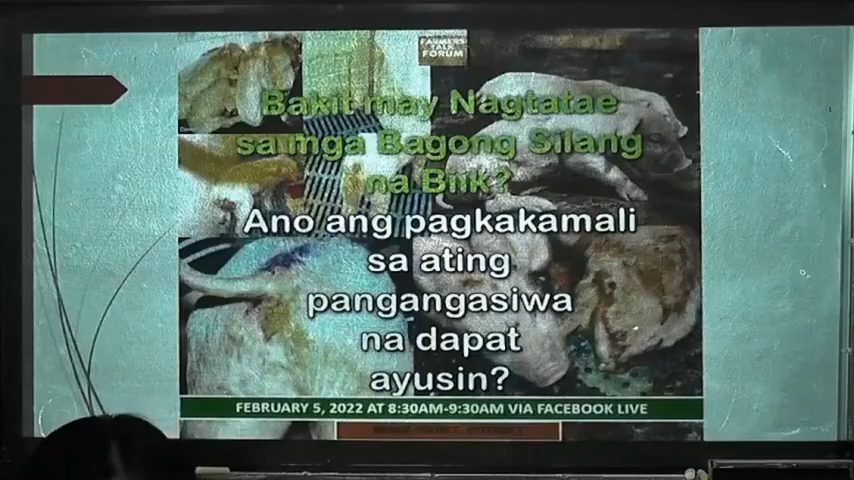 FARMERS
TALK
FORUM
Bakit may Nagtatae
sa mga Bagong Silang
na Biik?
Ano ang pagkakamali
sa ating
pangangasiwa
na dapat
ayusin?
FEBRUARY 5, 2022 AT 8:30AM-9:30AM VIA FACEBOOK LIVE